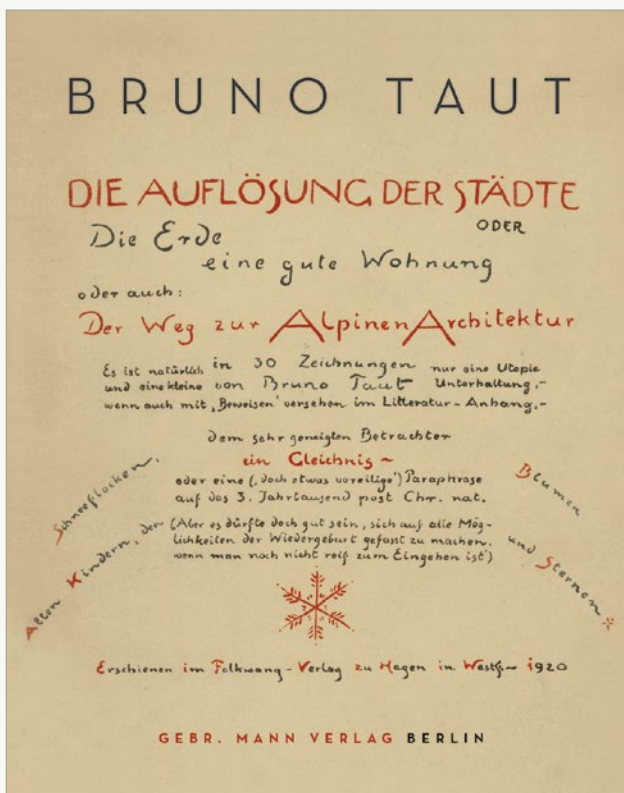 BRUNO TAUT
DIE AUFLÖSUNG DER STÄDTE
ODER
Die Erde
eine gute Wohnung
oder auch:
Der Weg zur Alpinen Architektur
Es ist natürlich in 30 Zeichnungen nur eine Utopie
und eine kleine von Bruno Taut Unterhaltung,-
wenn auch mit ‚Beweisen' versehen im Litteratur-Anhang,-
dem sehr geneigten Betrachter
ein Gleichnis ~
oder eine (‚doch etwas voreilige') Paraphrase
auf das 3. Jahrtausend post Chr. nat.
(Aber es dürfte doch gut sein, sich auf alle Mög-
lichkeiten der Wiedergeburt gefasst zu machen,
wenn man noch nicht reif zum Eingehen ist')
Schneeflocken,
Blumen
Allen Kindern, der
und Sternen
Erschienen im Folkwang-Verlag zu Hagen in Westf. ~ 1920
GEBR. MANN VERLAG BERLIN